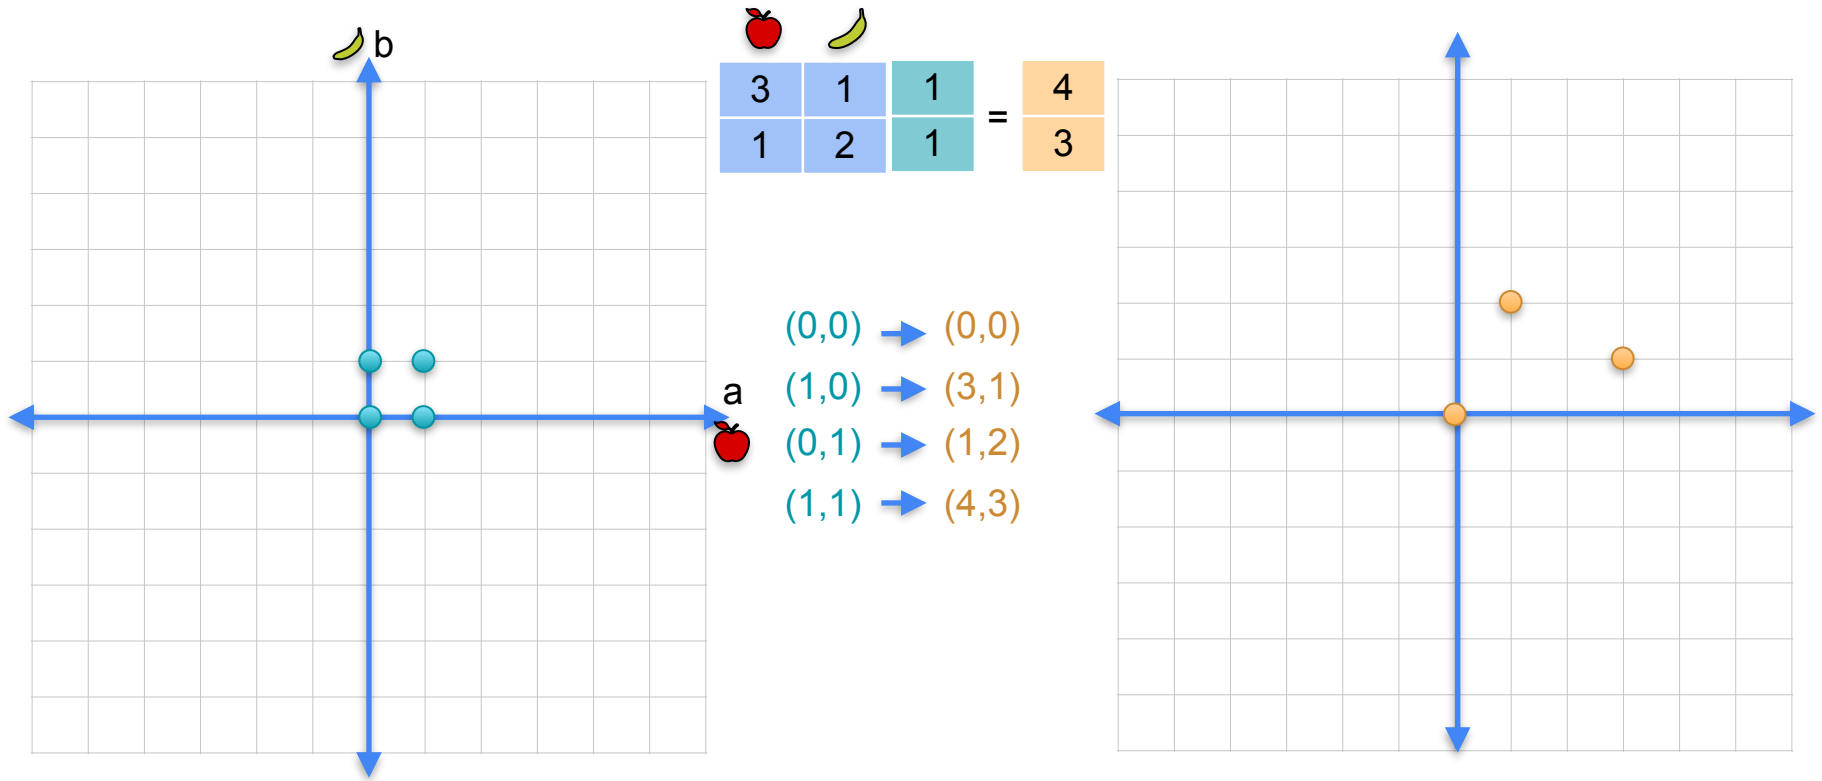 b
3 1 1 = 4
1 2 1 3
(0,0) (0,0)
a
(1,0) (3,1)
(0,1) (1,2)
(1,1) (4,3)